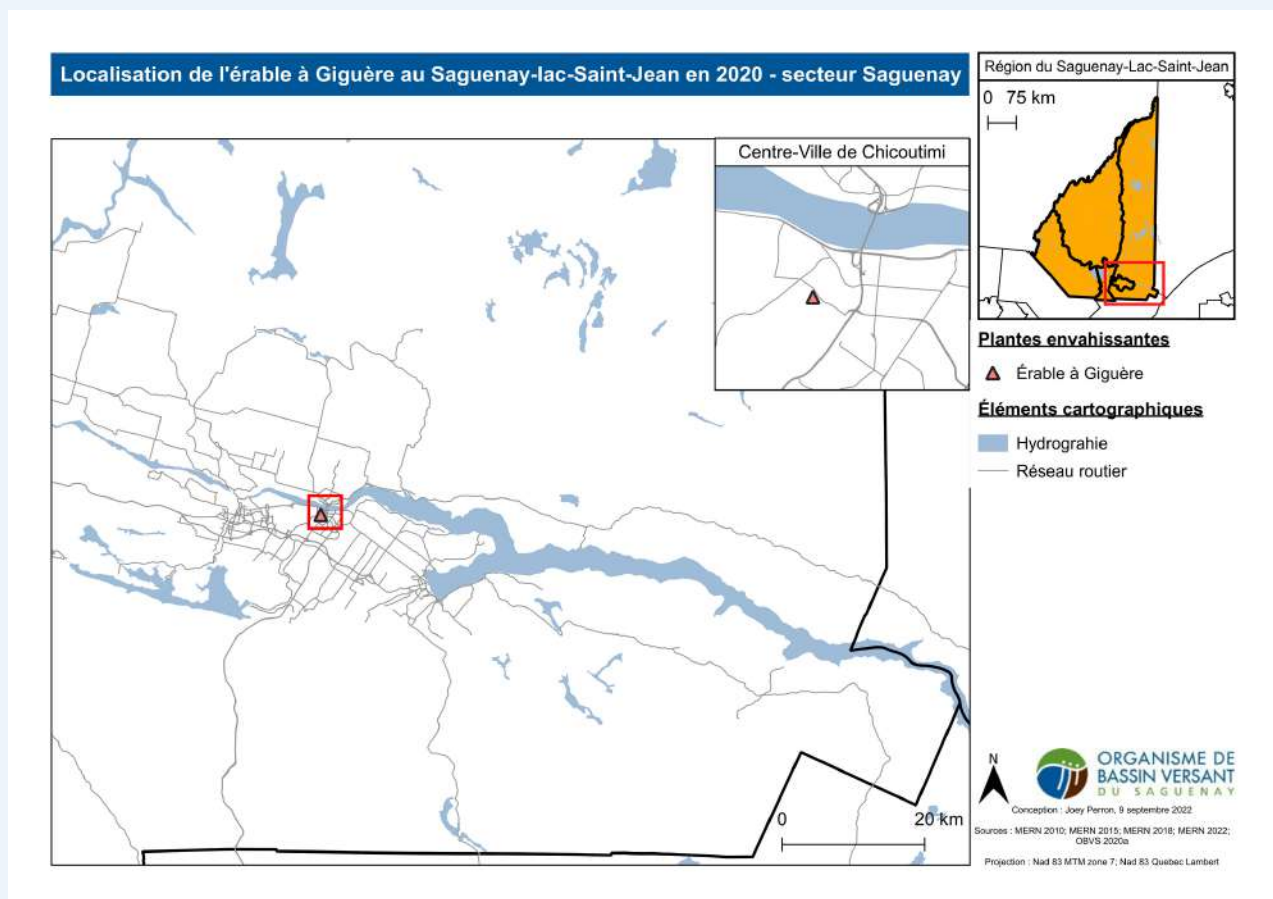 Localisation de l'érable à Giguère au Saguenay-lac-Saint-Jean en 2020 - secteur Saguenay
Région du Saguenay-Lac-Saint-Jean
0 75 km
Centre-Ville de Chicoutimi
Plantes envahissantes
Érable à Giguère
Éléments cartographiques
Hydrograhie
Réseau routier
0 20 km
N
ORGANISME DE
BASSIN VERSANT
DU SAGUENAY
Conception : Joey Perron, 9 septembre 2022
Sources : MERN 2010; MERN 2015; MERN 2018; MERN 2022;
OBVS 2020a
Projection : Nad 83 MTM zone 7; Nad 83 Quebec Lambert